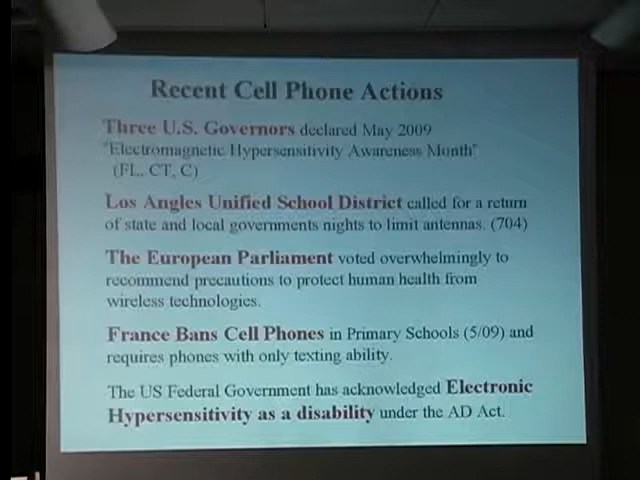 Recent Cell Phone Actions
Three U.S. Governors declared May 2009
"Electromagnetic Hypersensitivity Awareness Month"
(FL, CT, C)
Los Angles Unified School District called for a return
of state and local governments nights to limit antennas. (704)
The European Parliament voted overwhelmingly to
recommend precautions to protect human health from
wireless technologies.
France Bans Cell Phones in Primary Schools (5/09) and
requires phones with only texting ability.
The US Federal Government has acknowledged Electronic
Hypersensitivity as a disability under the AD Act.